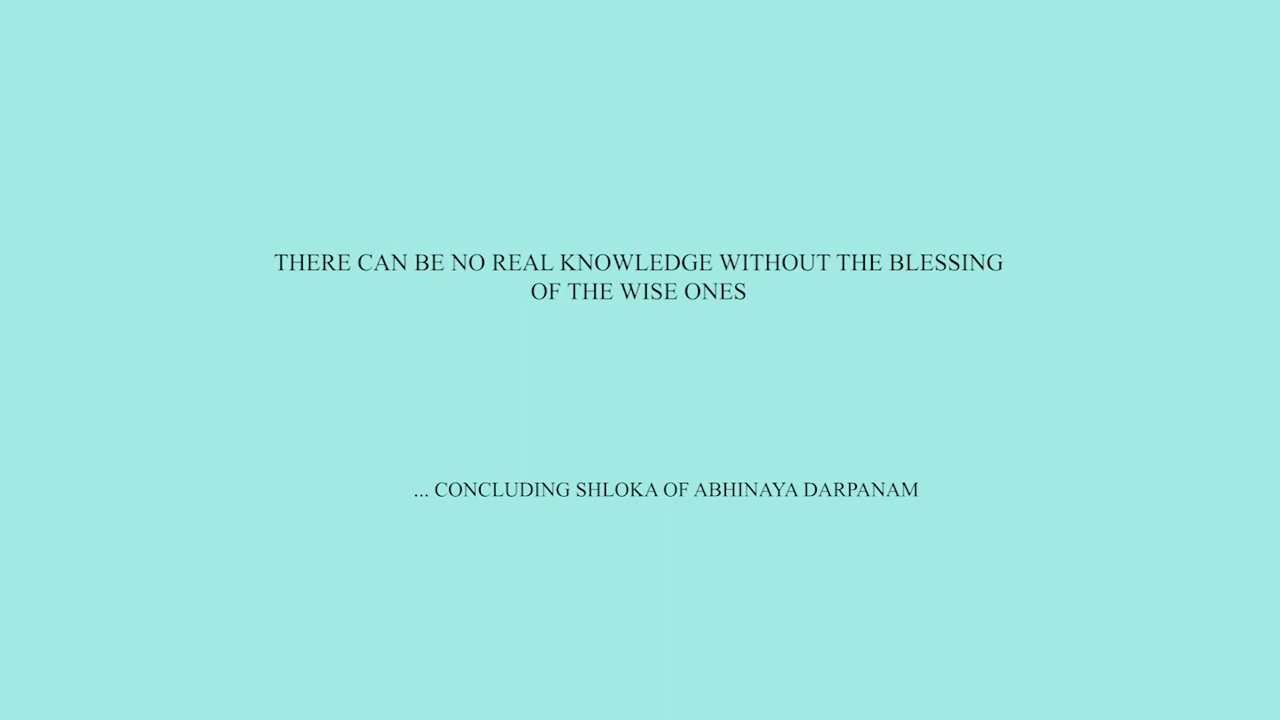 THERE CAN BE NO REAL KNOWLEDGE WITHOUT THE BLESSING
OF THE WISE ONES
... CONCLUDING SHLOKA OF ABHINAYA DARPANAM